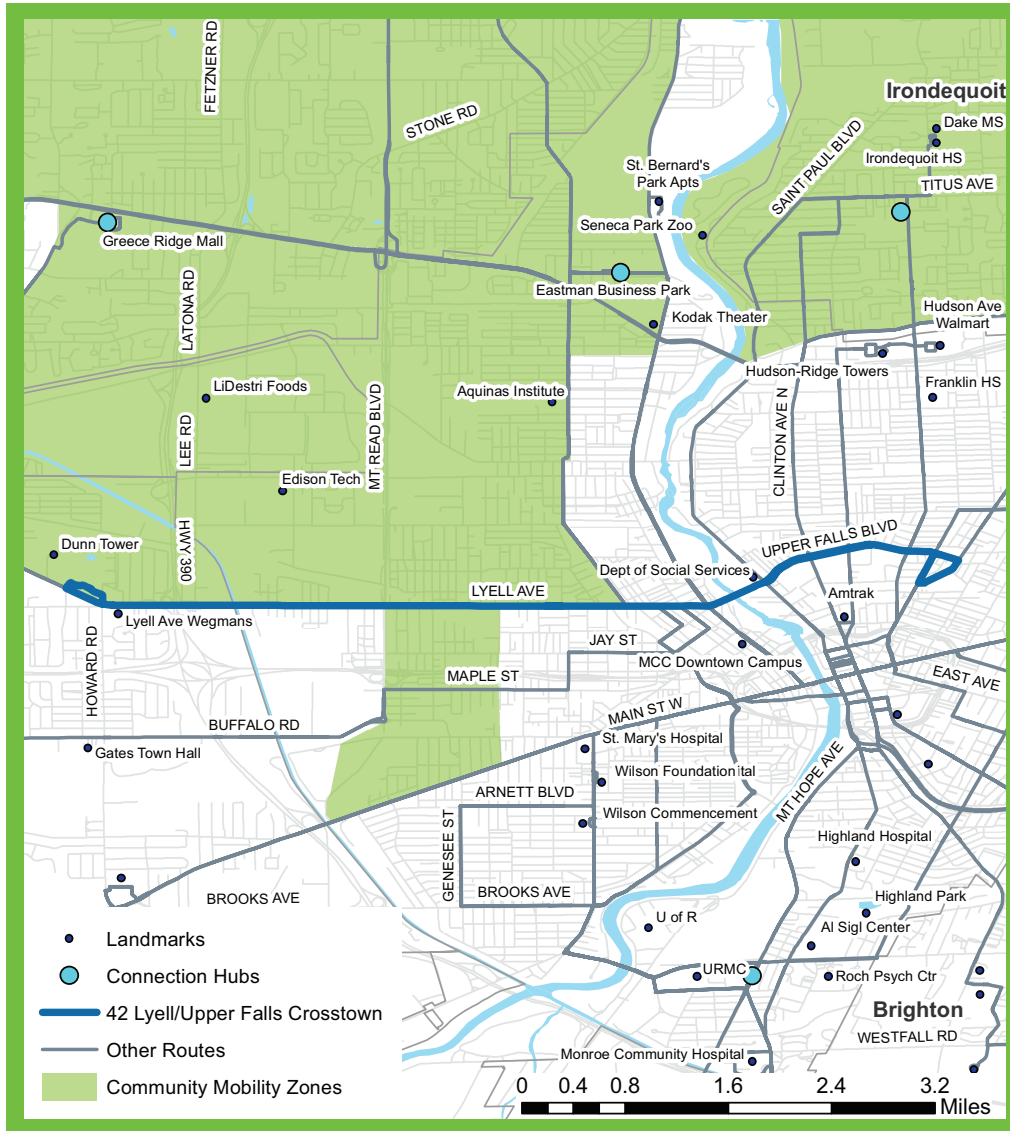 FETZNER RD
STONE RD
Irondequoit
Dake MS
Irondequoit HS
SAINT PAUL BLVD
TITUS AVE
St. Bernard's
Park Apts
Seneca Park Zoo
Greece Ridge Mall
LATONA RD
Eastman Business Park
Kodak Theater
Hudson Ave
Walmart
Hudson-Ridge Towers
LiDestri Foods
Aquinas Institute
Franklin HS
LEE RD
MT READ BLVD
CLINTON AVE N
Edison Tech
HWY 390
Dunn Tower
UPPER FALLS BLVD
Dept of Social Services
LYELL AVE
Amtrak
Lyell Ave Wegmans
JAY ST
HOWARD RD
MCC Downtown Campus
MAPLE ST
EAST AVE
MAIN ST W
BUFFALO RD
Gates Town Hall
St. Mary's Hospital
MT HOPE AVE
Wilson Foundationital
ARNETT BLVD
Wilson Commencement
GENESEE ST
Highland Hospital
BROOKS AVE
BROOKS AVE
Highland Park
U of R
Al Sigl Center
URMC
Roch Psych Ctr
Brighton
WESTFALL RD
Monroe Community Hospital
Landmarks
Connection Hubs
42 Lyell/Upper Falls Crosstown
Other Routes
Community Mobility Zones
0 0.4 0.8 1.6 2.4 3.2
Miles